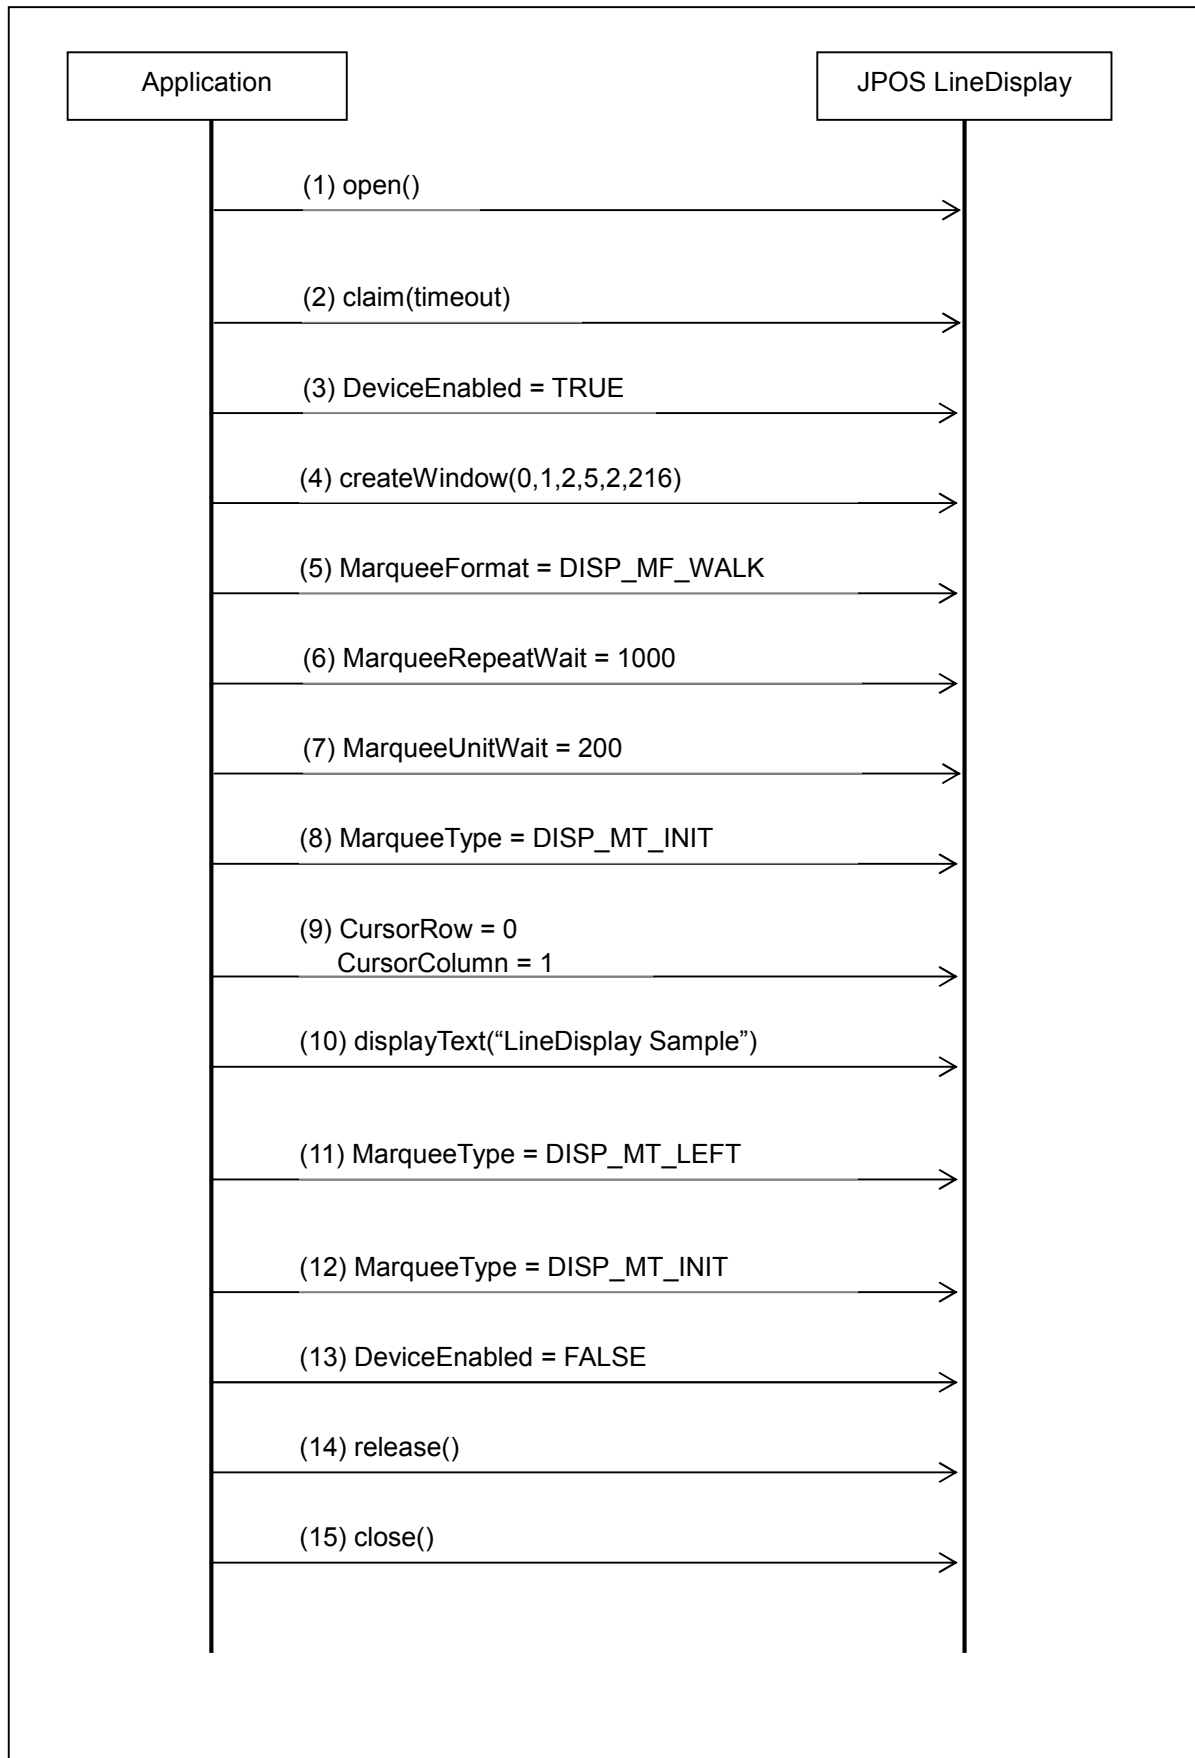 Application
JPOS LineDisplay
(1) open()
(2) claim(timeout)
(3) DeviceEnabled = TRUE
(4) createWindow(0,1,2,5,2,216)
(5) MarqueeFormat = DISP_MF_WALK
(6) MarqueeRepeatWait = 1000
(7) MarqueeUnitWait = 200
(8) MarqueeType = DISP_MT_INIT
(9) CursorRow = 0
CursorColumn = 1
(10) displayText(“LineDisplay Sample”)
(11) MarqueeType = DISP_MT_LEFT
(12) MarqueeType = DISP_MT_INIT
(13) DeviceEnabled = FALSE
(14) release()
(15) close()